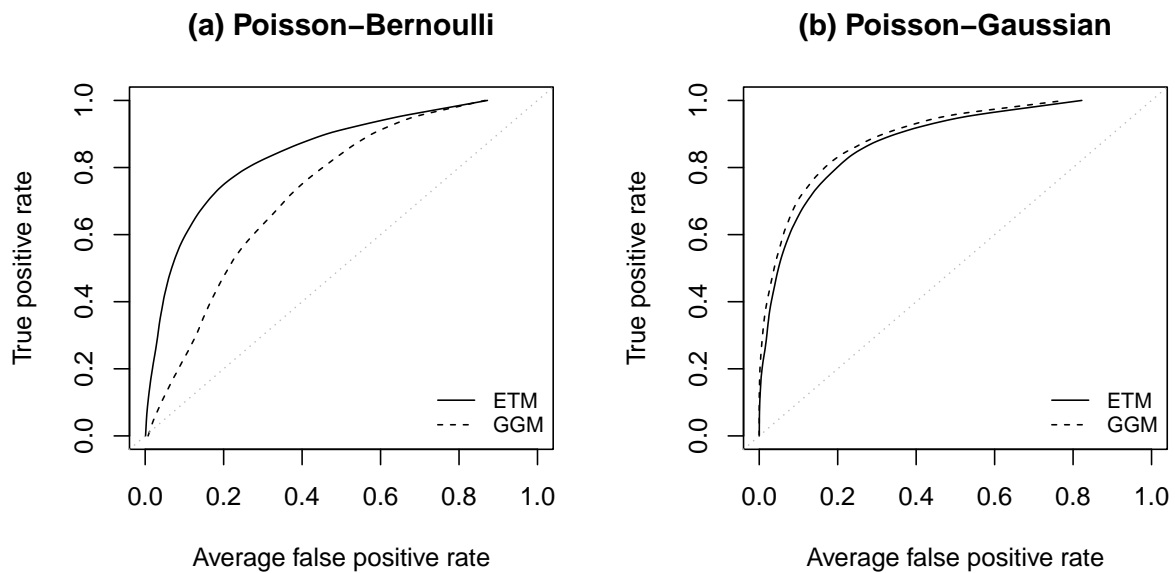 (a) Poisson−Bernoulli
True positive rate
1.0
0.8
0.6
0.4
0.2
0.0
ETM
GGM
0.0 0.2 0.4 0.6 0.8 1.0
Average false positive rate
(b) Poisson−Gaussian
True positive rate
1.0
0.8
0.6
0.4
0.2
0.0
ETM
GGM
0.0 0.2 0.4 0.6 0.8 1.0
Average false positive rate